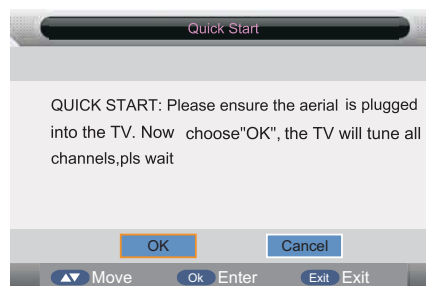 Quick Start
QUICK START: Please ensure the aerial is plugged
into the TV. Now choose"OK", the TV will tune all
channels,pls wait
OK Cancel
Move Ok Enter Exit Exit